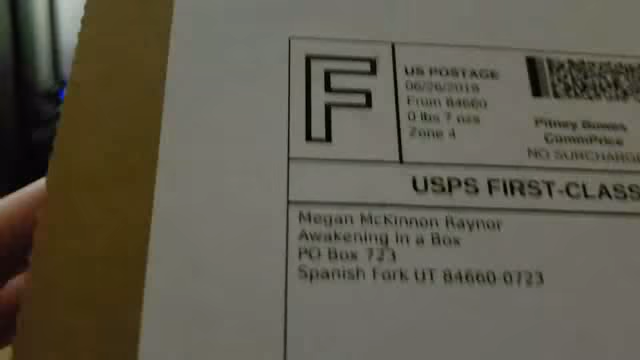 F
US POSTAGE
06/26/2019
From 84660
0 lbs 7 ozs
Zone 4
Pitney Bowes
CommPrice
NO SURCHARGE
USPS FIRST-CLASS
Megan McKinnon Raynor
Awakening in a Box
PO Box 723
Spanish Fork UT 84660-0723